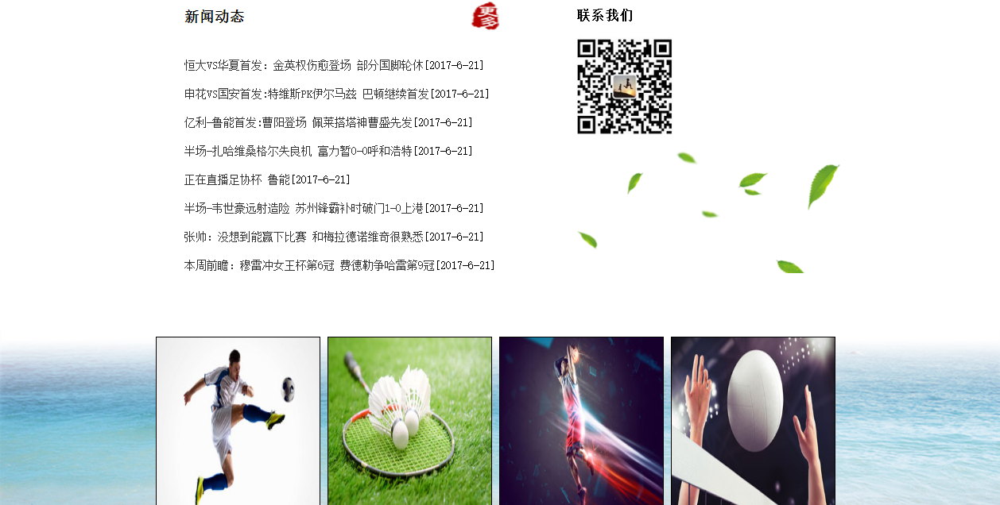 新闻动态
更多
恒大VS华夏首发：金英权伤愈登场 部分国脚轮休[2017-6-21]
申花VS国安首发:特维斯PK伊尔马兹 巴顿继续首发[2017-6-21]
亿利-鲁能首发:曹阳登场 佩莱搭塔神曹盛先发[2017-6-21]
半场-扎哈维桑格尔失良机 富力暂0-0呼和浩特[2017-6-21]
正在直播足协杯 鲁能[2017-6-21]
半场-韦世豪远射造险 苏州锋霸补时破门1-0上港[2017-6-21]
张帅：没想到能赢下比赛 和梅拉德诺维奇很熟悉[2017-6-21]
本周前瞻：穆雷冲女王杯第6冠 费德勒争哈雷第9冠[2017-6-21]
联系我们